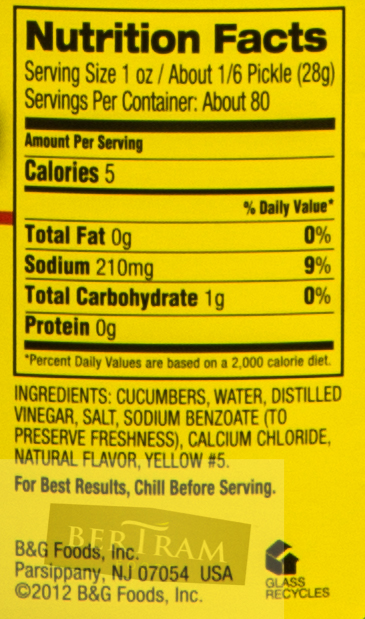 Nutrition Facts
Serving Size 1 oz / About 1/6 Pickle (28g)
Servings Per Container: About 80
Amount Per Serving
Calories 5
% Daily Value*
Total Fat 0g 0%
Sodium 210mg 9%
Total Carbohydrate 1g 0%
Protein 0g
*Percent Daily Values are based on a 2,000 calorie diet.
INGREDIENTS: CUCUMBERS, WATER, DISTILLED
VINEGAR, SALT, SODIUM BENZOATE (TO
PRESERVE FRESHNESS), CALCIUM CHLORIDE,
NATURAL FLAVOR, YELLOW #5.
For Best Results, Chill Before Serving.
BERTRAM
B&G Foods, Inc.
Parsippany, NJ 07054 USA
©2012 B&G Foods, Inc.
GLASS
RECYCLES